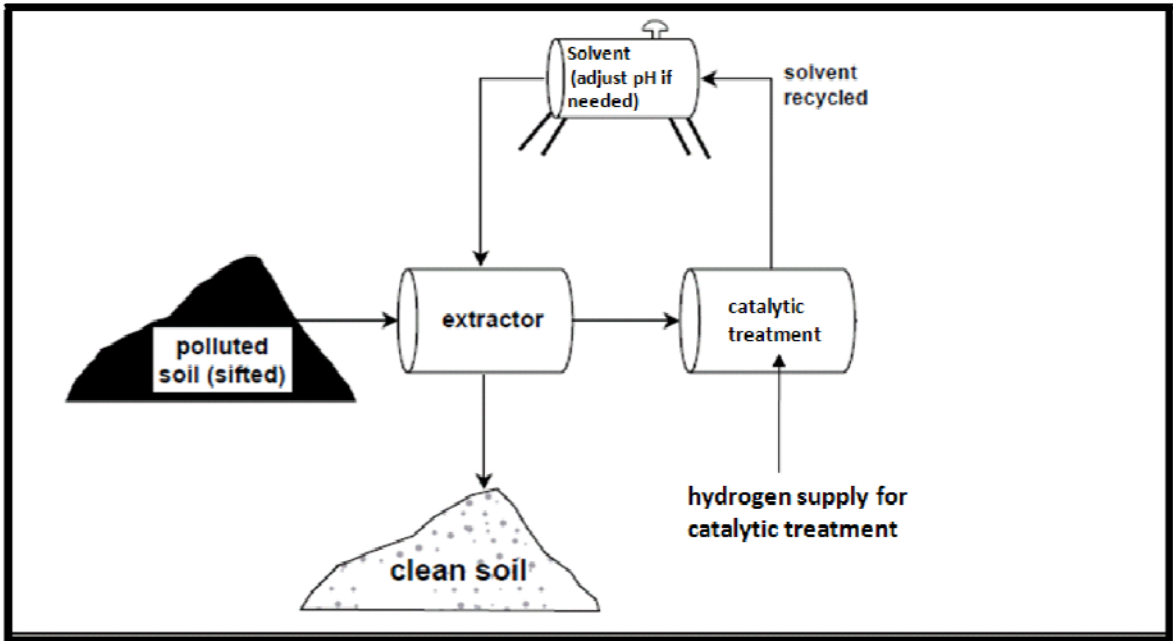 Solvent
(adjust pH if
needed)
solvent
recycled
polluted
soil (sifted)
extractor
catalytic
treatment
hydrogen supply for
catalytic treatment
clean soil